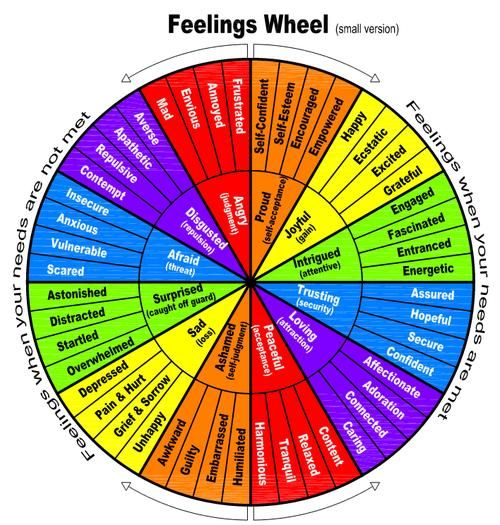 Feelings Wheel (small version)
Feelings when your needs are met
Feelings when your needs are not met
Proud
(self-acceptance)
Self-Confident
Self-Esteem
Encouraged
Empowered
Joyful
(gain)
Happy
Ecstatic
Excited
Grateful
Intrigued
(attentive)
Engaged
Fascinated
Entranced
Energetic
Trusting
(security)
Assured
Hopeful
Secure
Confident
Loving
(attraction)
Affectionate
Adoration
Connected
Caring
Peaceful
(acceptance)
Content
Relaxed
Tranquil
Harmonious
Ashamed
(self-judgment)
Humiliated
Embarrassed
Guilty
Awkward
Sad
(loss)
Unhappy
Grief & Sorrow
Pain & Hurt
Depressed
Surprised
(caught off guard)
Overwhelmed
Startled
Distracted
Astonished
Afraid
(threat)
Scared
Vulnerable
Anxious
Insecure
Disgusted
(repulsion)
Contempt
Repulsive
Apathetic
Averse
Angry
(judgment)
Mad
Envious
Annoyed
Frustrated